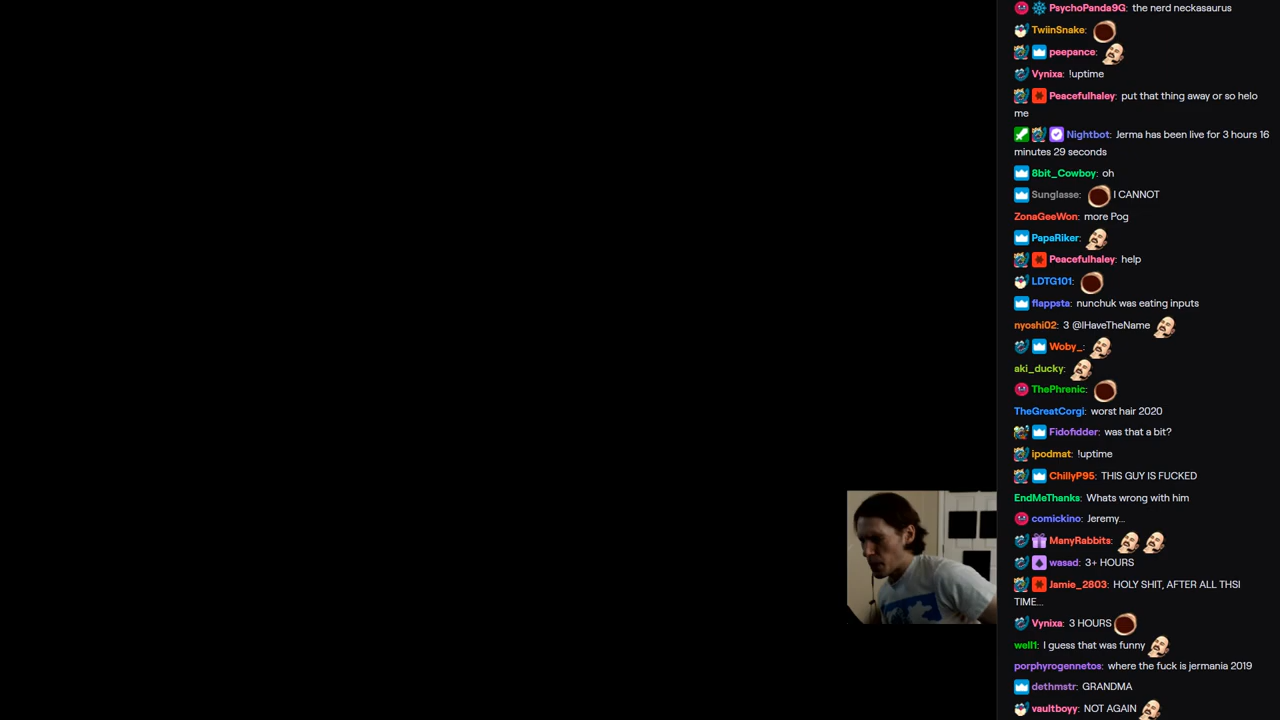 PsychoPanda9G: the nerd neckasaurus
TwiinSnake:
peepance:
Vynixa: !uptime
Peacefulhaley: put that thing away or so helo
me
Nightbot: Jerma has been live for 3 hours 16
minutes 29 seconds
8bit_Cowboy: oh
Sunglasse: I CANNOT
ZonaGeeWon: more Pog
PapaRiker:
Peacefulhaley: help
LDTG101:
flappsta: nunchuk was eating inputs
nyoshi02: 3 @IHaveTheName
Woby_:
aki_ducky:
ThePhrenic:
TheGreatCorgi: worst hair 2020
Fidofidder: was that a bit?
ipodmat: !uptime
ChillyP95: THIS GUY IS FUCKED
EndMeThanks: Whats wrong with him
comickino: Jeremy...
ManyRabbits:
wasad: 3+ HOURS
Jamie_2803: HOLY SHIT, AFTER ALL THSI
TIME...
Vynixa: 3 HOURS
well1: I guess that was funny
porphyrogennetos: where the fuck is jermania 2019
dethmstr: GRANDMA
vaultboyy: NOT AGAIN